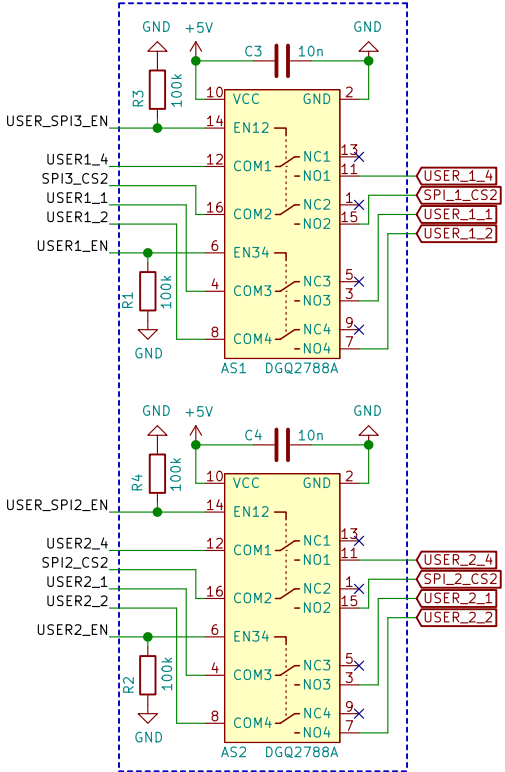 GND
+5V
C3
10n
GND
R3
100k
10
VCC
GND
2
USER_SPI3_EN
14
EN12
NC1
13
USER1_4
12
COM1
NO1
11
USER_1_4
SPI3_CS2
NC2
1
SPI_1_CS2
USER1_1
16
COM2
NO2
15
USER_1_1
USER1_2
USER_1_2
USER1_EN
6
EN34
R1
100k
NC3
5
4
COM3
NO3
3
NC4
9
8
COM4
NO4
7
GND
AS1
DGQ2788A
GND
+5V
C4
10n
GND
R4
100k
10
VCC
GND
2
USER_SPI2_EN
14
EN12
NC1
13
USER2_4
12
COM1
NO1
11
USER_2_4
SPI2_CS2
NC2
1
SPI_2_CS2
USER2_1
16
COM2
NO2
15
USER_2_1
USER2_2
USER_2_2
USER2_EN
6
EN34
R2
100k
NC3
5
4
COM3
NO3
3
NC4
9
8
COM4
NO4
7
GND
AS2
DGQ2788A